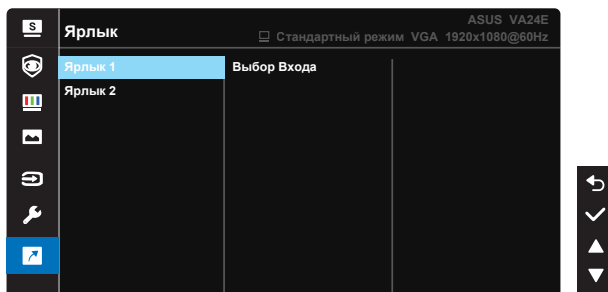 S
Ярлык
ASUS VA24E
Стандартный режим VGA 1920x1080@60Hz
Ярлык 1
Выбор Входа
Ярлык 2